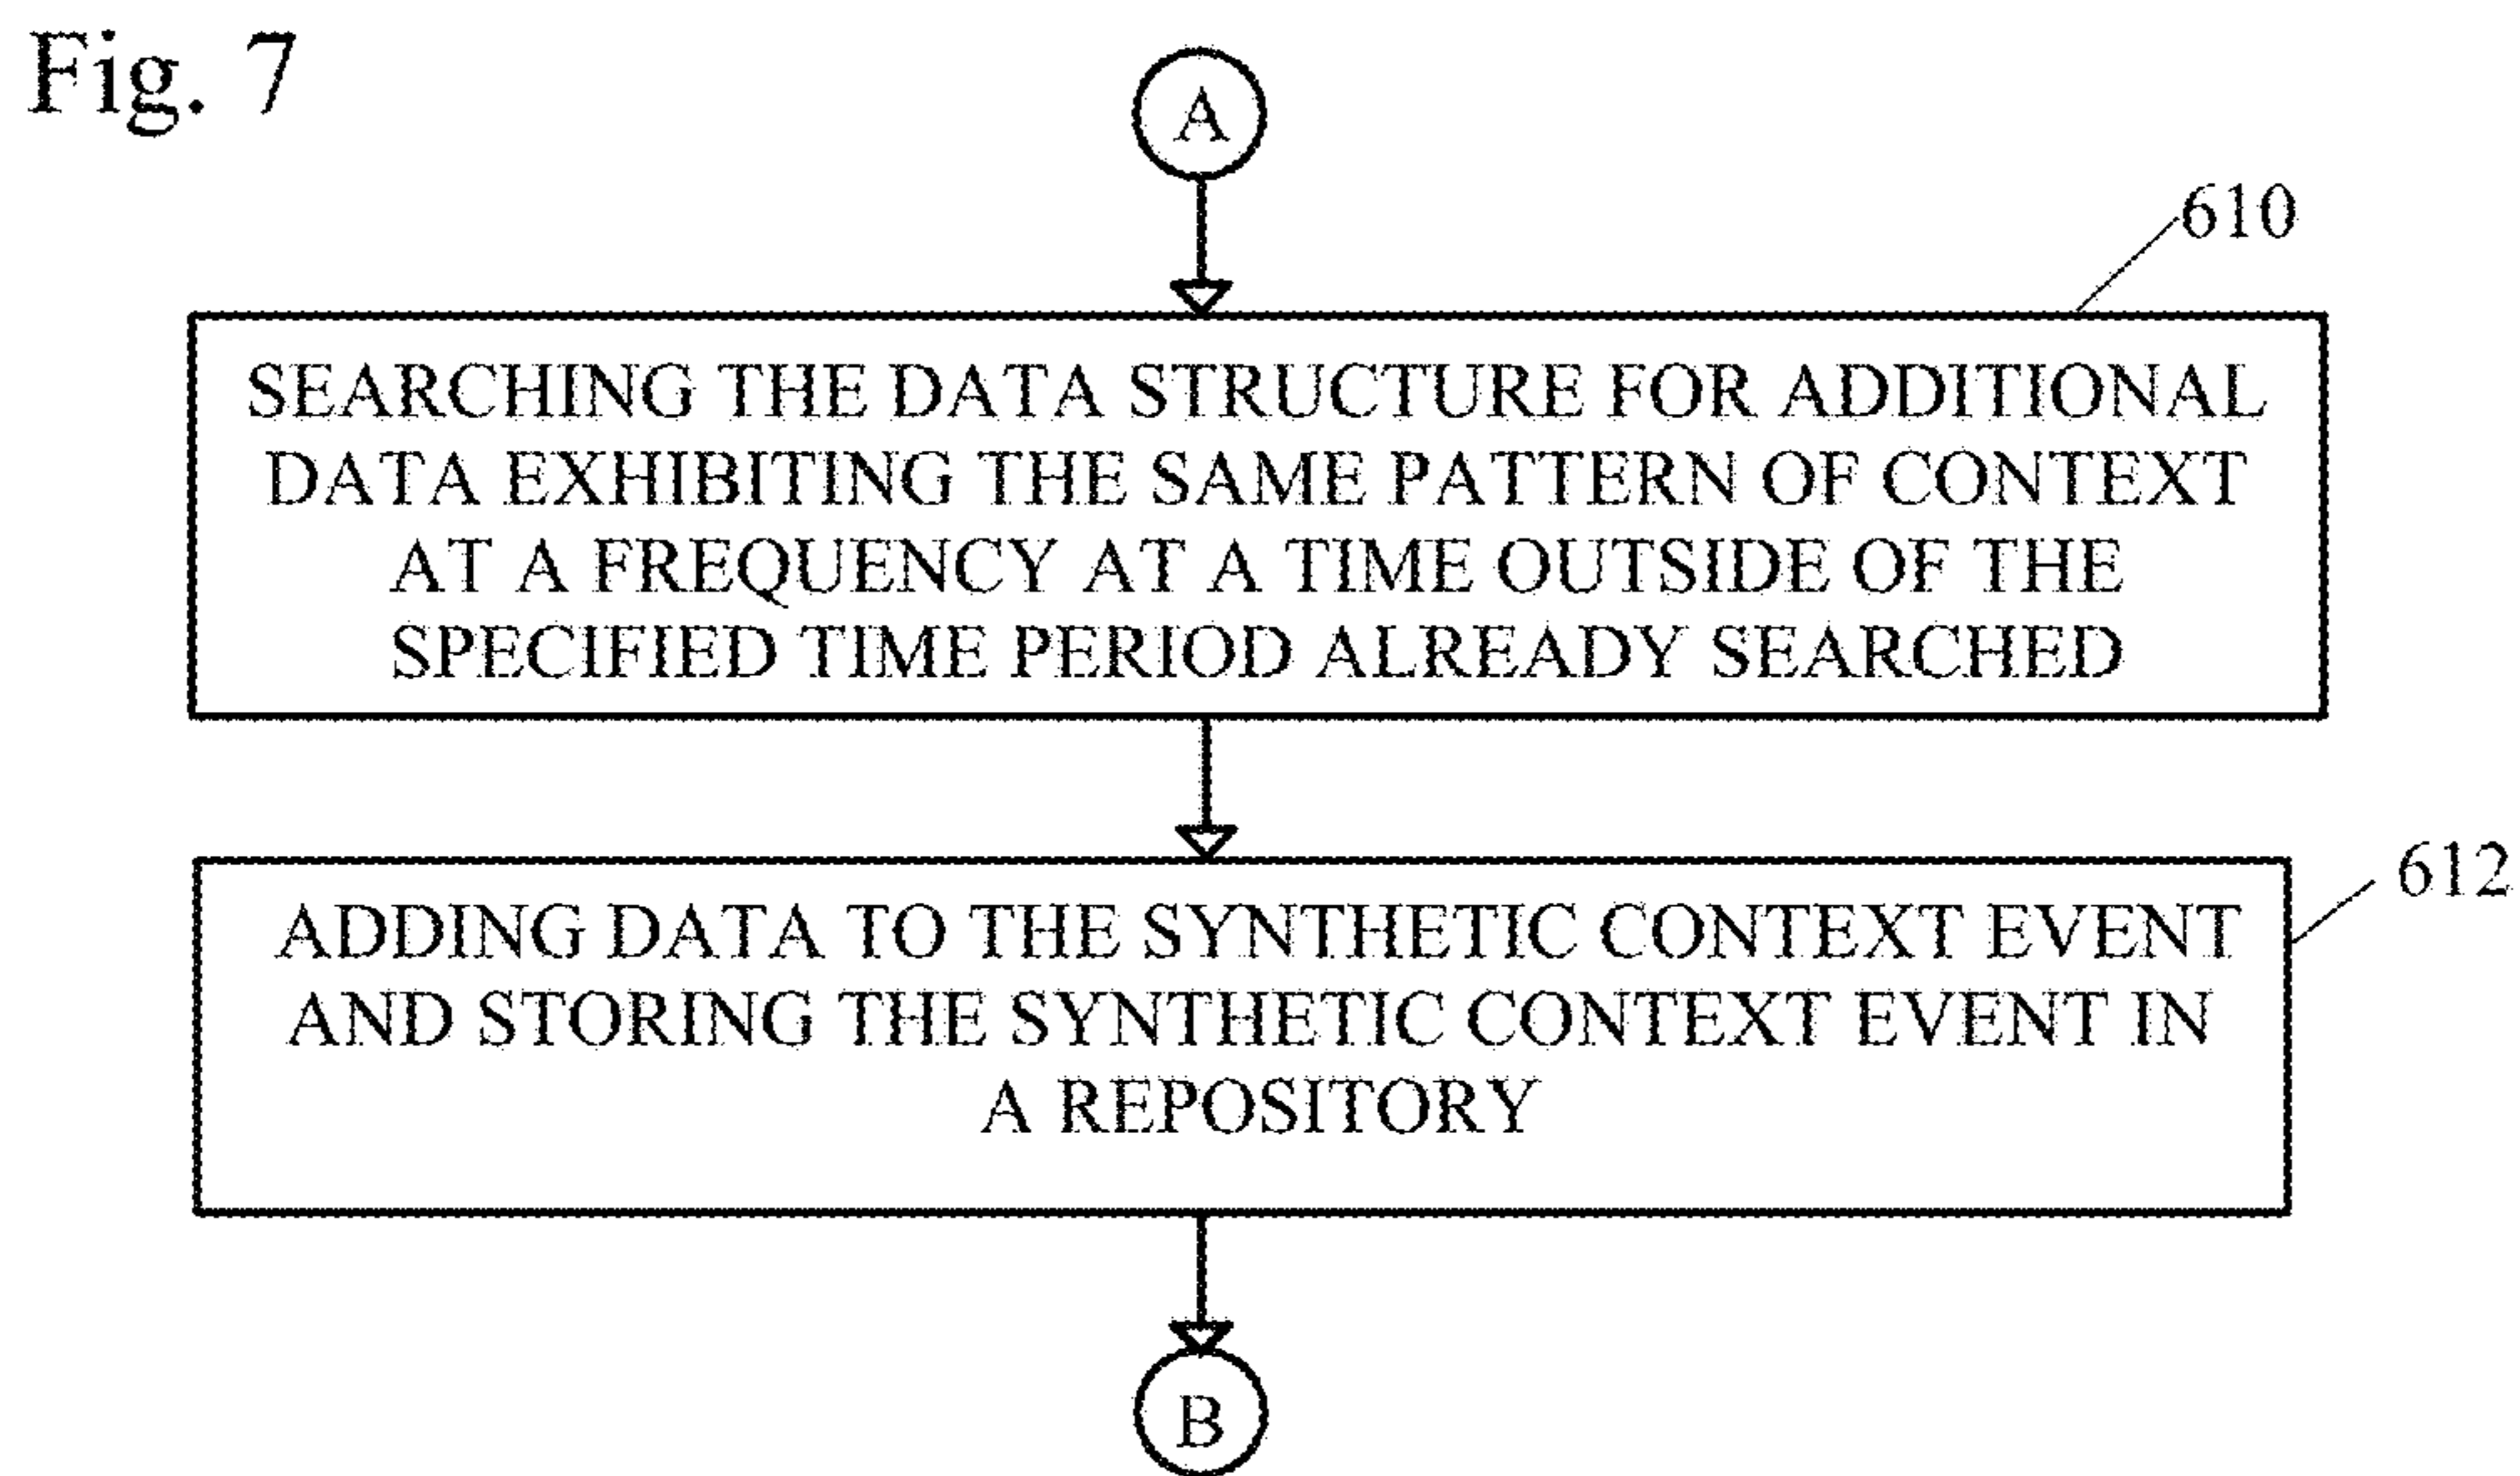 Fig. 7
A
610
SEARCHING THE DATA STRUCTURE FOR ADDITIONAL
DATA EXHIBITING THE SAME PATTERN OF CONTEXT
AT A FREQUENCY AT A TIME OUTSIDE OF THE
SPECIFIED TIME PERIOD ALREADY SEARCHED
612
ADDING DATA TO THE SYNTHETIC CONTEXT EVENT
AND STORING THE SYNTHETIC CONTEXT EVENT IN
A REPOSITORY
B